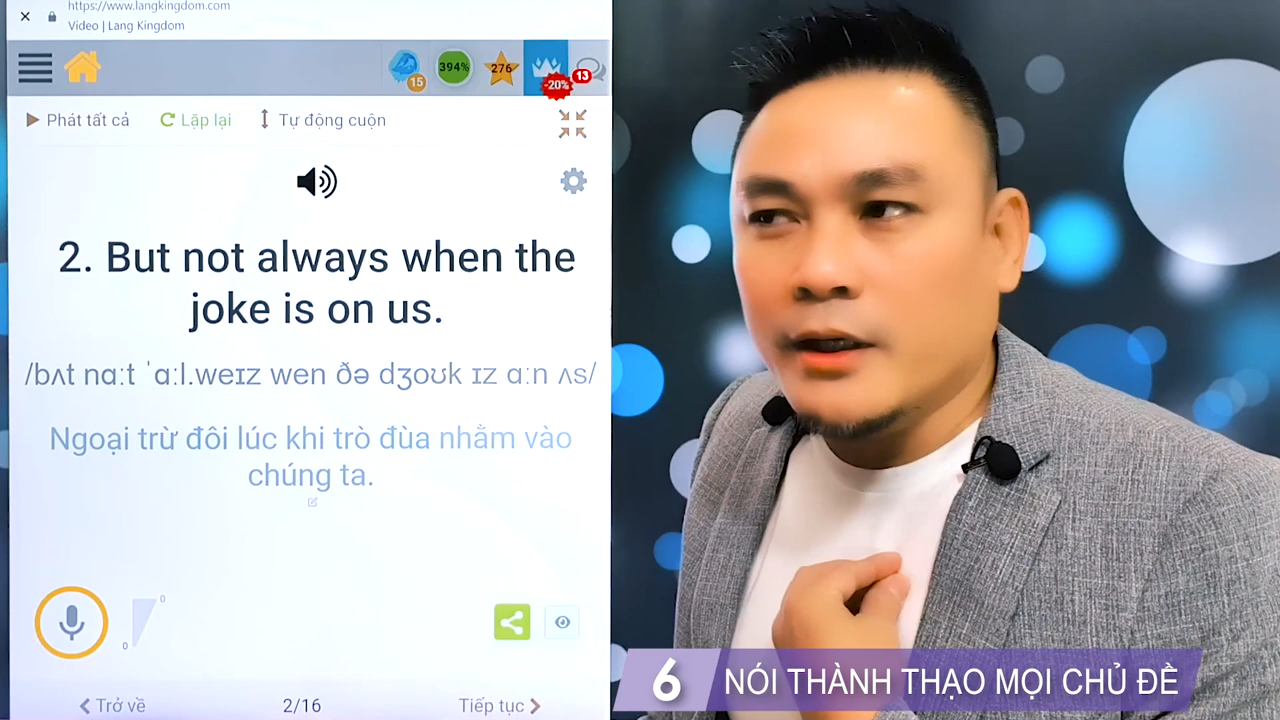 https://www.langkingdom.com
Video | Lang Kingdom
15
394%
276
-20%
13
Phát tất cả
Lặp lại
Tự động cuộn
2. But not always when the
joke is on us.
/bʌt nɑːt ˈɑːl.weɪz wen ðə dʒoʊk ɪz ɑːn ʌs/
Ngoại trừ đôi lúc khi trò đùa nhằm vào
chúng ta.
0
0
Trở về
2/16
Tiếp tục
6 NÓI THÀNH THẠO MỌI CHỦ ĐỀ